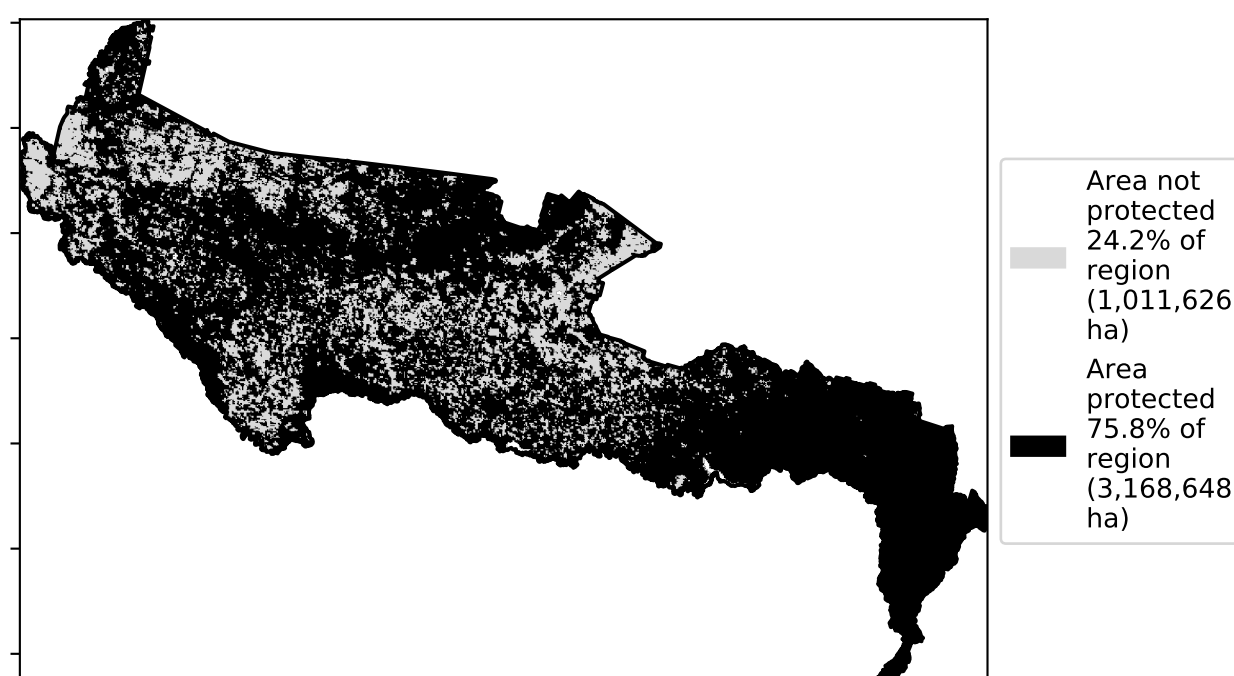 Area not
protected
24.2% of
region
(1,011,626
ha)
Area
protected
75.8% of
region
(3,168,648
ha)